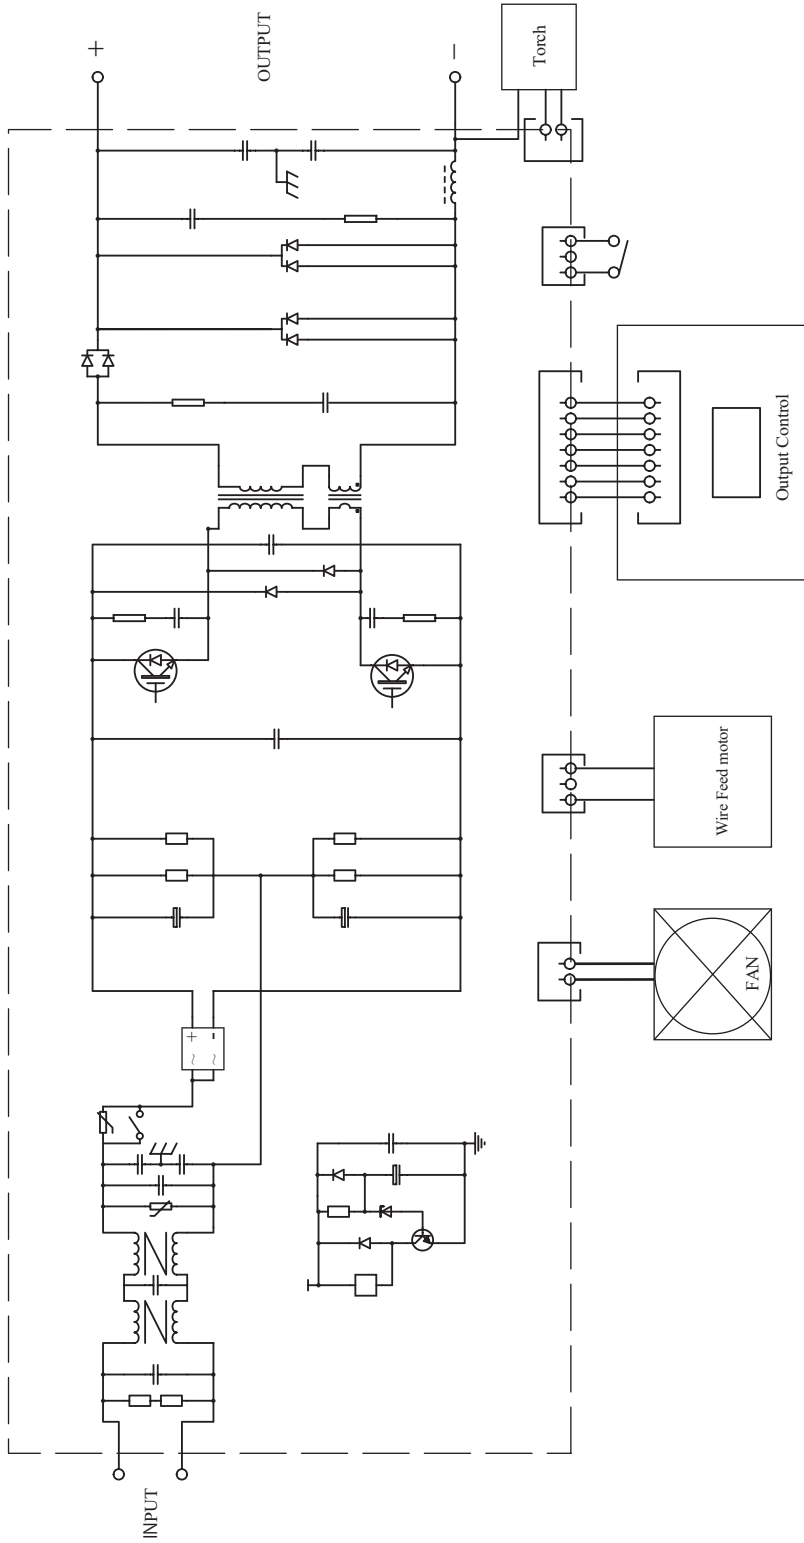 INPUT
OUTPUT
+
−
~ +
~ -
Torch
Output Control
Wire Feed motor
FAN